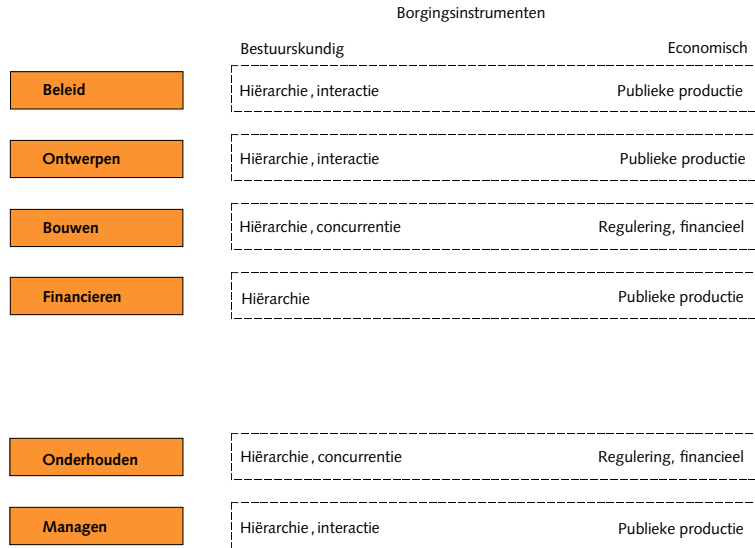 Borgingsinstrumenten
Bestuurskundig Economisch
Beleid Hiërarchie, interactie Publieke productie
Ontwerpen Hiërarchie, interactie Publieke productie
Bouwen Hiërarchie, concurrentie Regulering, financieel
Financieren Hiërarchie Publieke productie
Onderhouden Hiërarchie, concurrentie Regulering, financieel
Managen Hiërarchie, interactie Publieke productie